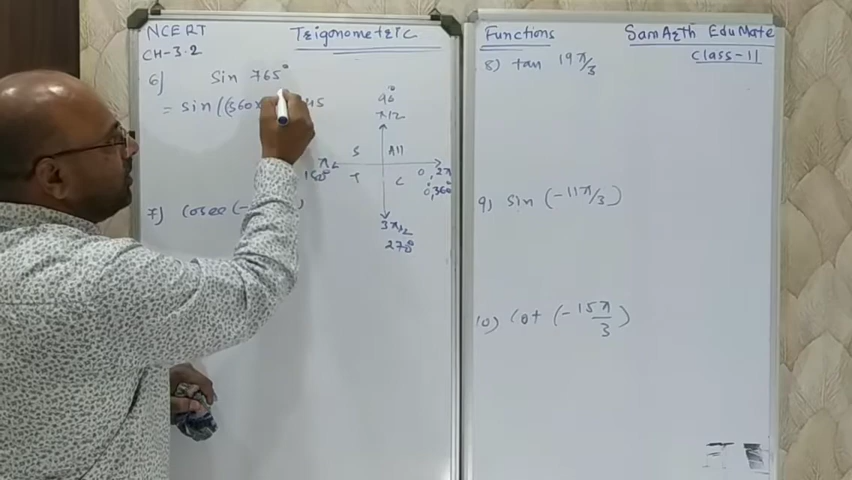 NCERT
CH-3.2
Trigonometric
Functions
SamArth EduMate
Class-11
6) Sin 765°
= sin((360×
45
90°
π/2
S All
π
180°
0, 2π
0°, 360°
T C
3π/2
270°
7) Cosec (-
8) tan 19π/3
9) sin (-11π/3)
10) Cot (-15π/3)